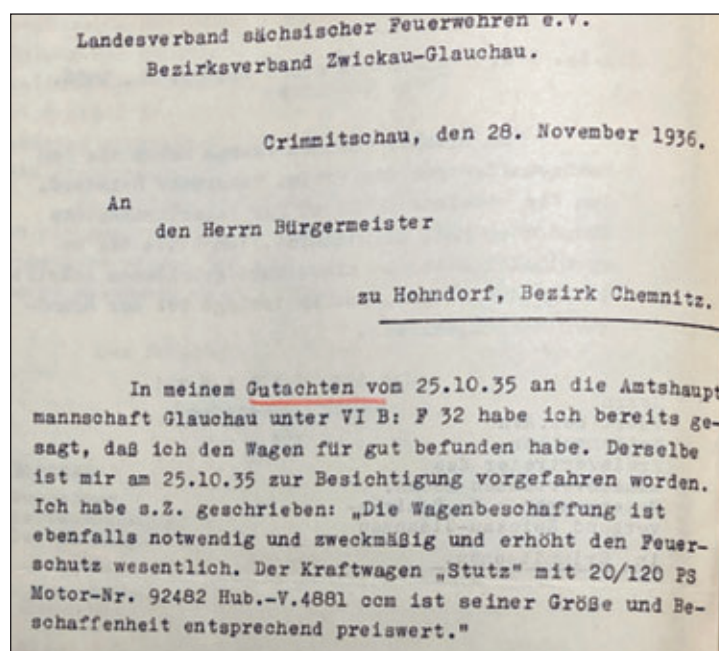 Landesverband sächsischer Feuerwehren e.V.
Bezirksverband Zwickau-Glauchau.
Crimmitschau, den 28. November 1936.
An
den Herrn Bürgermeister
zu Hohndorf, Bezirk Chemnitz.
In meinem Gutachten vom 25.10.35 an die Amtshaupt
mannschaft Glauchau unter VI B: F 32 habe ich bereits ge-
sagt, daß ich den Wagen für gut befunden habe. Derselbe
ist mir am 25.10.35 zur Besichtigung vorgefahren worden.
Ich habe s.Z. geschrieben: „Die Wagenbeschaffung ist
ebenfalls notwendig und zweckmäßig und erhöht den Feuer-
schutz wesentlich. Der Kraftwagen „Stutz" mit 20/120 PS
Motor-Nr. 92482 Hub.-V.4881 ccm ist seiner Größe und Be-
schaffenheit entsprechend preiswert."